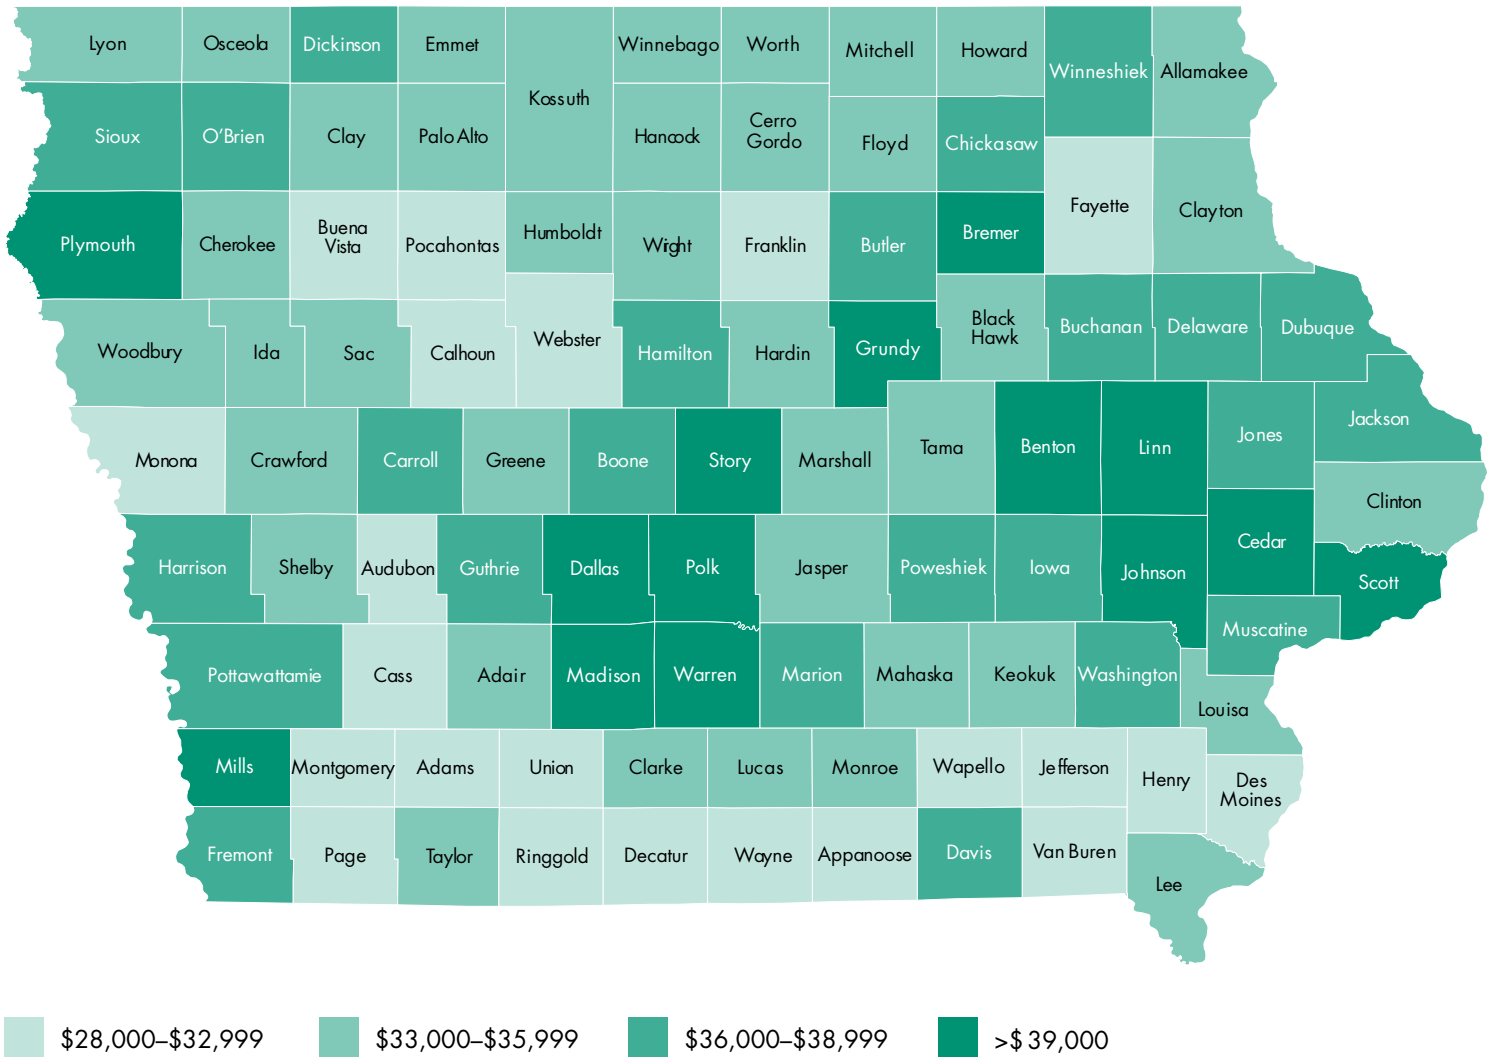 Lyon
Osceola
Dickinson
Emmet
Kossuth
Winnebago
Worth
Mitchell
Howard
Winneshiek
Allamakee
Sioux
O’Brien
Clay
Palo Alto
Hancock
Cerro
Gordo
Floyd
Chickasaw
Fayette
Clayton
Plymouth
Cherokee
Buena
Vista
Pocahontas
Humboldt
Wright
Franklin
Butler
Bremer
Woodbury
Ida
Sac
Calhoun
Webster
Hamilton
Hardin
Grundy
Black
Hawk
Buchanan
Delaware
Dubuque
Monona
Crawford
Carroll
Greene
Boone
Story
Marshall
Tama
Benton
Linn
Jones
Jackson
Clinton
Harrison
Shelby
Audubon
Guthrie
Dallas
Polk
Jasper
Poweshiek
Iowa
Johnson
Cedar
Scott
Muscatine
Pottawattamie
Cass
Adair
Madison
Warren
Marion
Mahaska
Keokuk
Washington
Louisa
Mills
Montgomery
Adams
Union
Clarke
Lucas
Monroe
Wapello
Jefferson
Henry
Des
Moines
Fremont
Page
Taylor
Ringgold
Decatur
Wayne
Appanoose
Davis
Van Buren
Lee
$28,000–$32,999
$33,000–$35,999
$36,000–$38,999
>$39,000